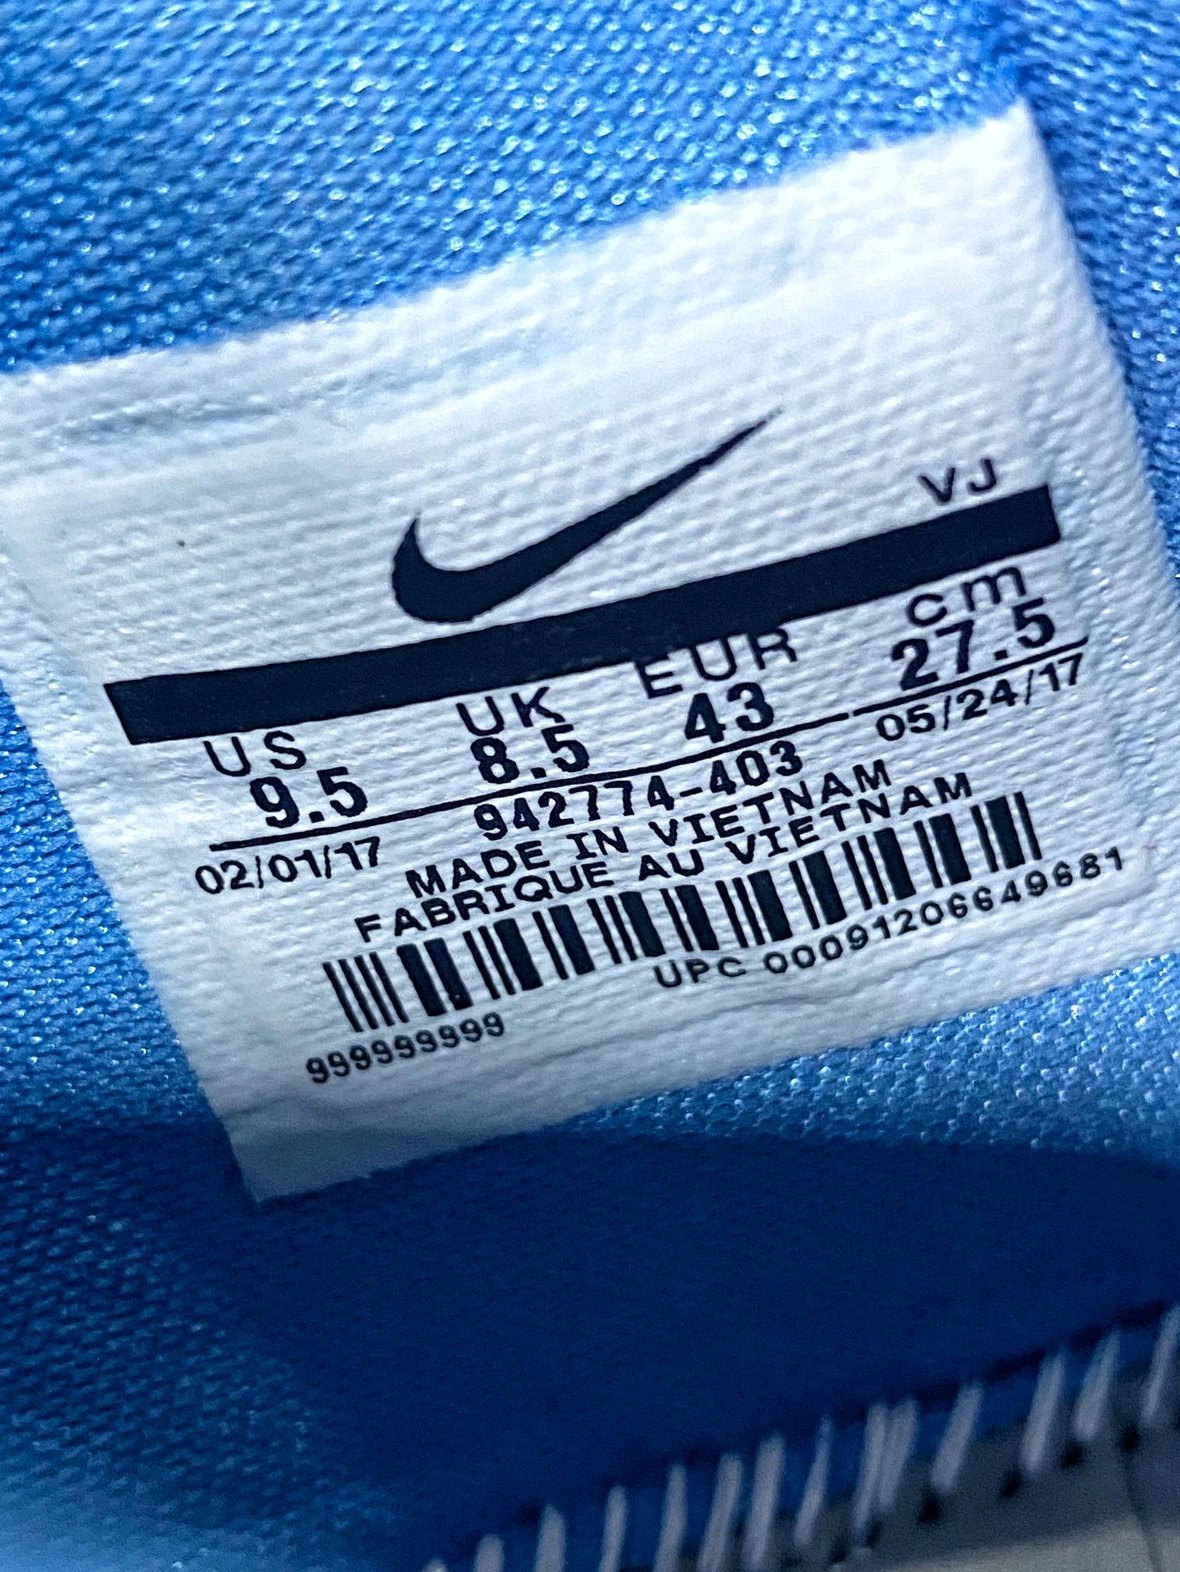 VJ
US UK EUR cm
9.5 8.5 43 27.5
02/01/17 942774-403 05/24/17
MADE IN VIETNAM
FABRIQUE AU VIETNAM
UPC 00091206649681
999999999